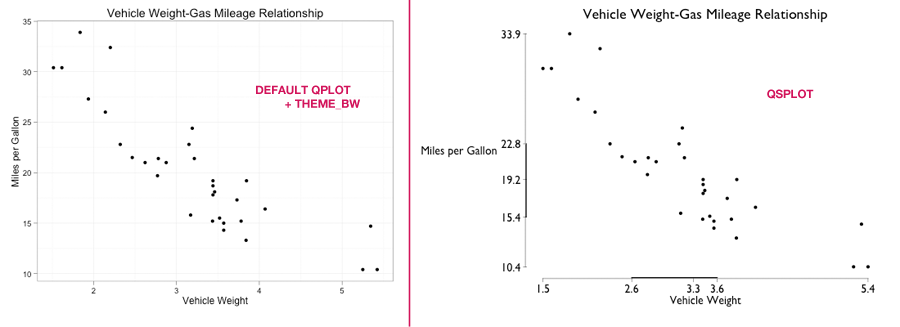 Vehicle Weight-Gas Mileage Relationship
35
30
25
20
15
10
Miles per Gallon
DEFAULT QPLOT
+ THEME_BW
2 3 4 5
Vehicle Weight
Vehicle Weight-Gas Mileage Relationship
33.9
22.8
19.2
15.4
10.4
Miles per Gallon
QSPLOT
1.5 2.6 3.3 3.6 5.4
Vehicle Weight